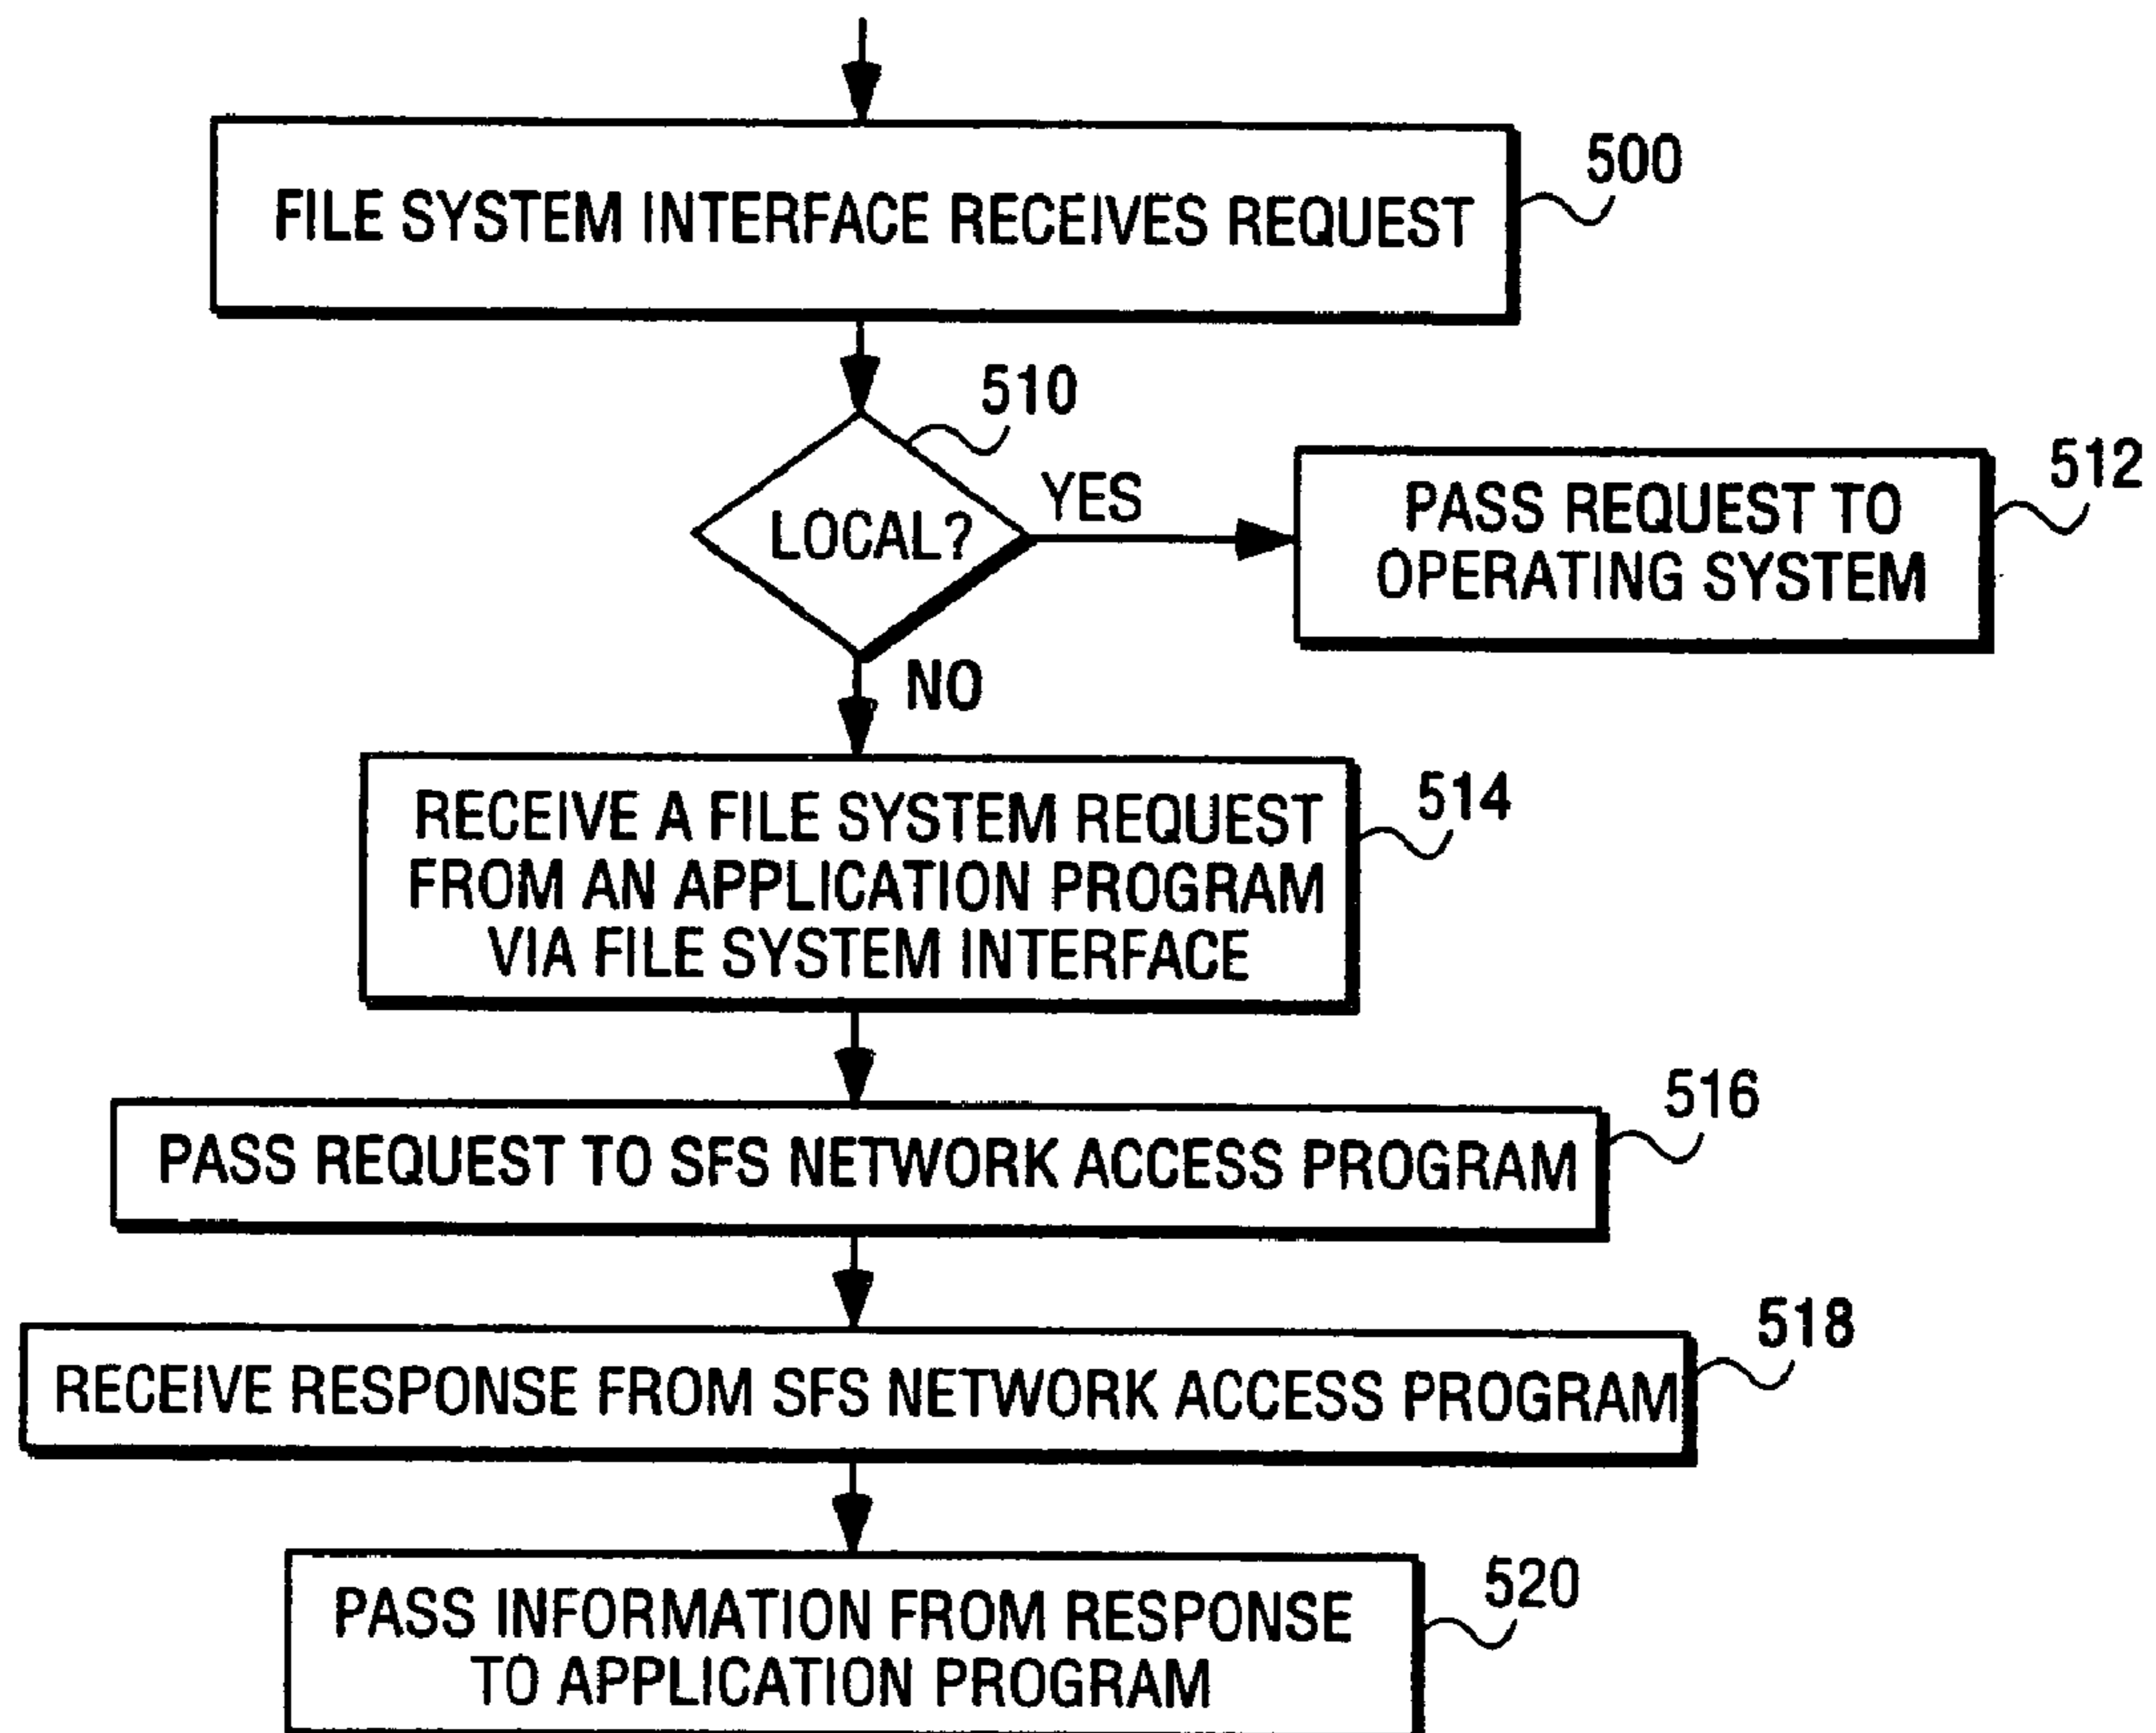 FILE SYSTEM INTERFACE RECEIVES REQUEST
500
510
LOCAL?
YES
PASS REQUEST TO
OPERATING SYSTEM
512
NO
RECEIVE A FILE SYSTEM REQUEST
FROM AN APPLICATION PROGRAM
VIA FILE SYSTEM INTERFACE
514
PASS REQUEST TO SFS NETWORK ACCESS PROGRAM
516
RECEIVE RESPONSE FROM SFS NETWORK ACCESS PROGRAM
518
PASS INFORMATION FROM RESPONSE
TO APPLICATION PROGRAM
520